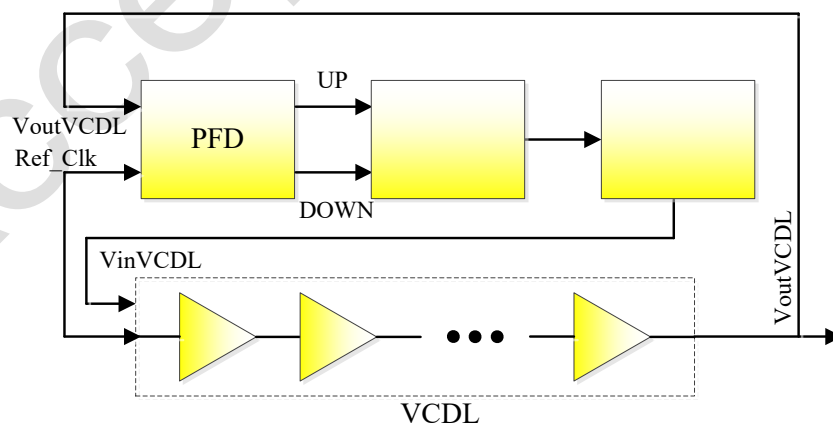 UP
VoutVCDL
PFD
Ref_Clk
DOWN
VinVCDL
VoutVCDL
VCDL